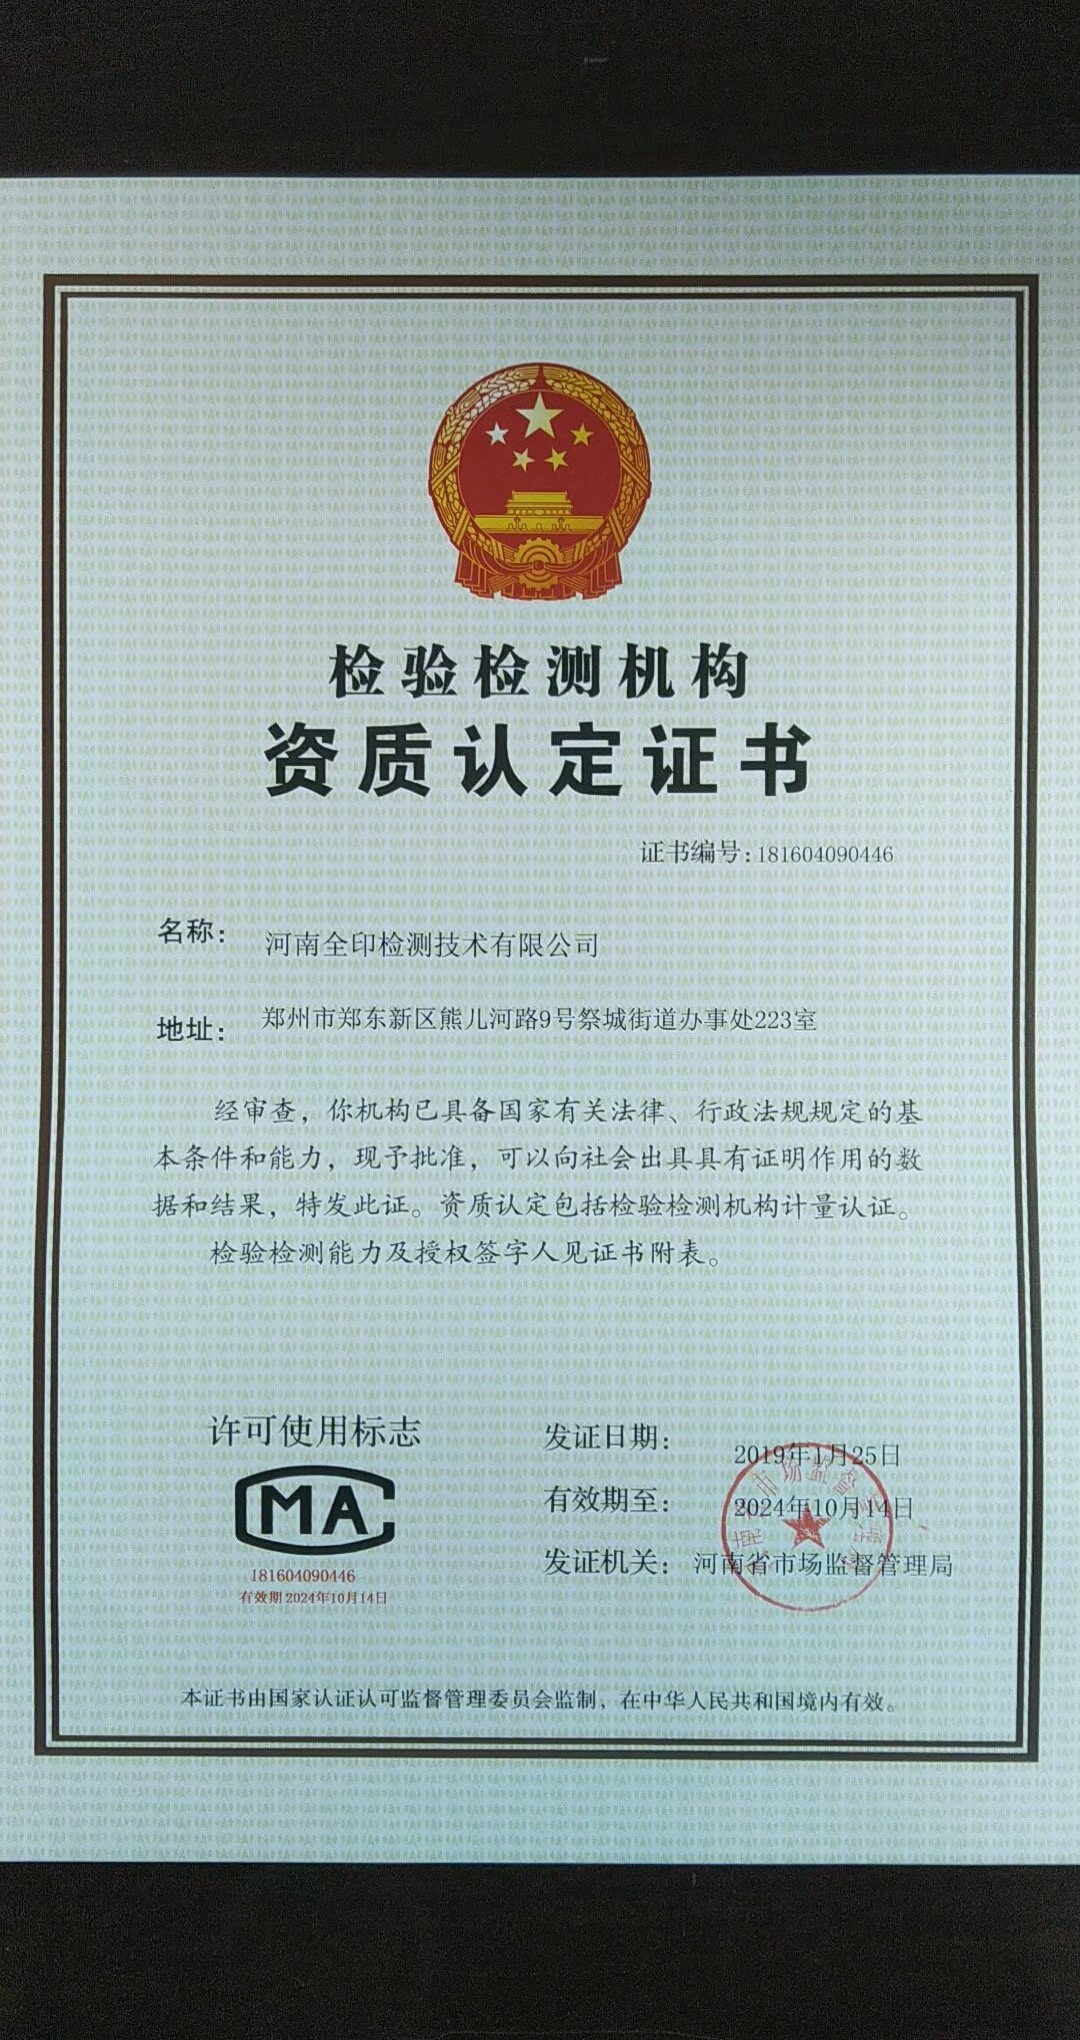 检验检测机构
资质认定证书
证书编号:181604090446
名称: 河南全印检测技术有限公司
地址: 郑州市郑东新区熊儿河路9号祭城街道办事处223室
经审查，你机构已具备国家有关法律、行政法规规定的基
本条件和能力，现予批准，可以向社会出具具有证明作用的数
据和结果，特发此证。资质认定包括检验检测机构计量认证。
检验检测能力及授权签字人见证书附表。
许可使用标志
MA
181604090446
有效期2024年10月14日
发证日期: 2019年1月25日
有效期至: 2024年10月14日
发证机关: 河南省市场监督管理局
本证书由国家认证认可监督管理委员会监制，在中华人民共和国境内有效。